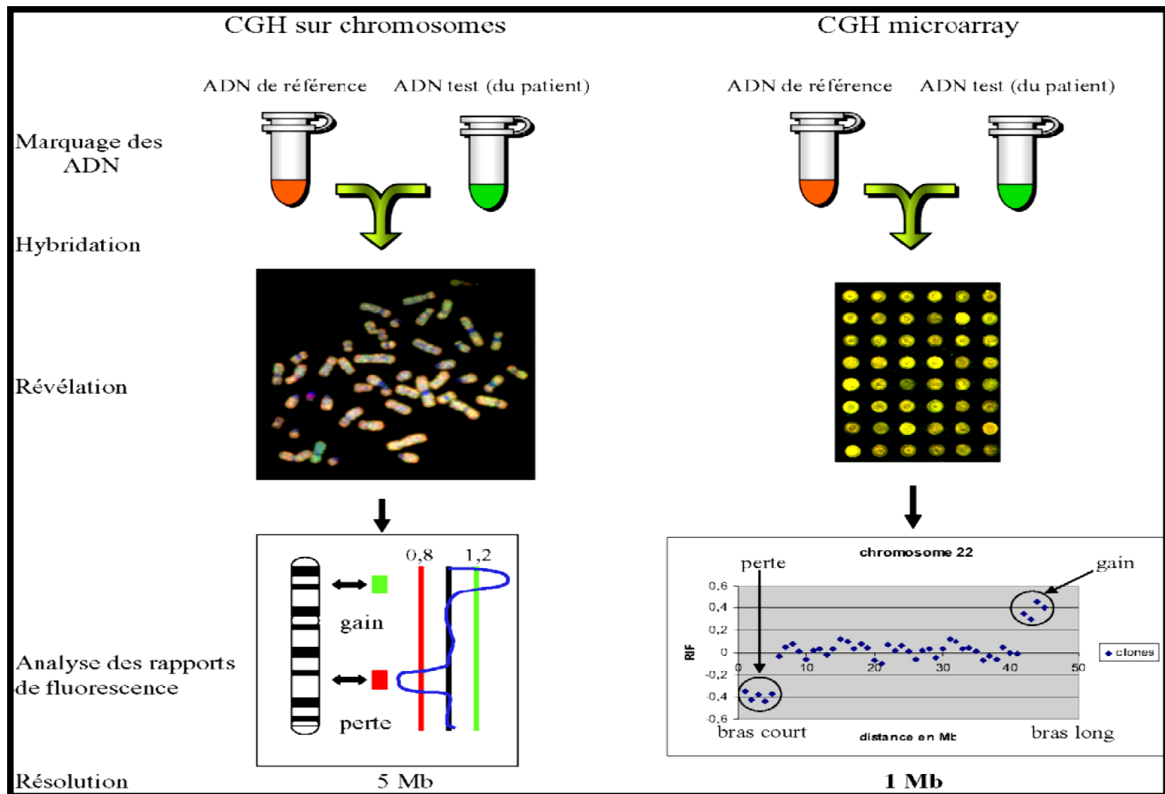 CGH sur chromosomes
CGH microarray
ADN de référence
ADN test (du patient)
ADN de référence
ADN test (du patient)
Marquage des
ADN
Hybridation
Révélation
Analyse des rapports
de fluorescence
0,8
1,2
gain
perte
chromosome 22
perte
gain
0,6
0,4
0,2
0
-0,2
-0,4
-0,6
RIF
0
10
20
30
40
50
clones
bras court
distance en Mb
bras long
Résolution
5 Mb
1 Mb